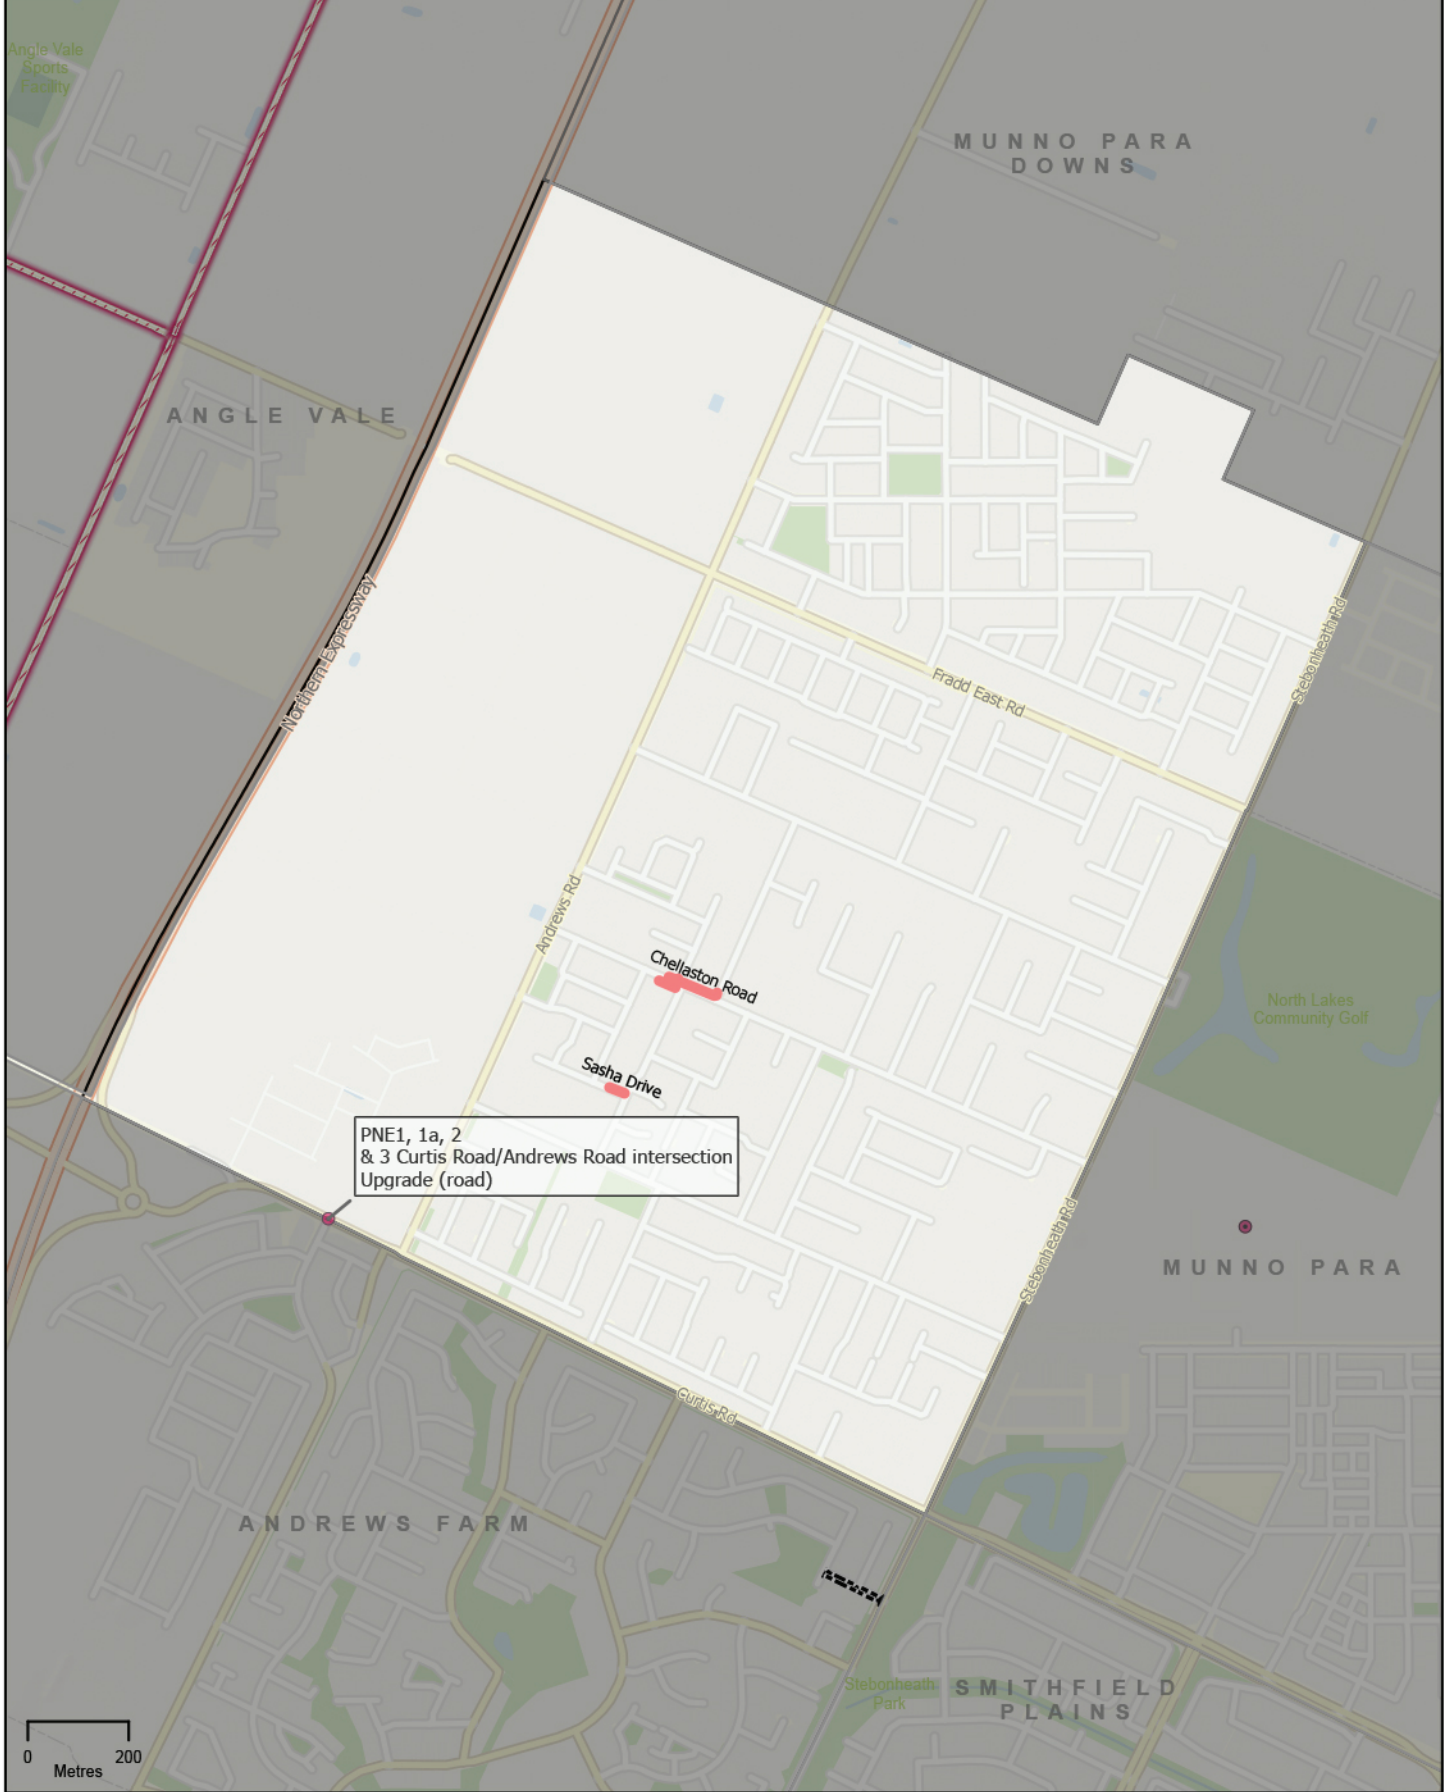 Angle Vale
Sports
Facility
MUNNO PARA
DOWNS
ANGLE VALE
Northern Expressway
Stebonheath Rd
Fradd East Rd
Andrews Rd
Chellaston Road
North Lakes
Community Golf
Sasha Drive
PNE1, 1a, 2
& 3 Curtis Road/Andrews Road intersection
Upgrade (road)
Stebonheath Rd
MUNNO PARA
Curtis Rd
ANDREWS FARM
Stebonheath
Park
SMITHFIELD
PLAINS
0 200
Metres